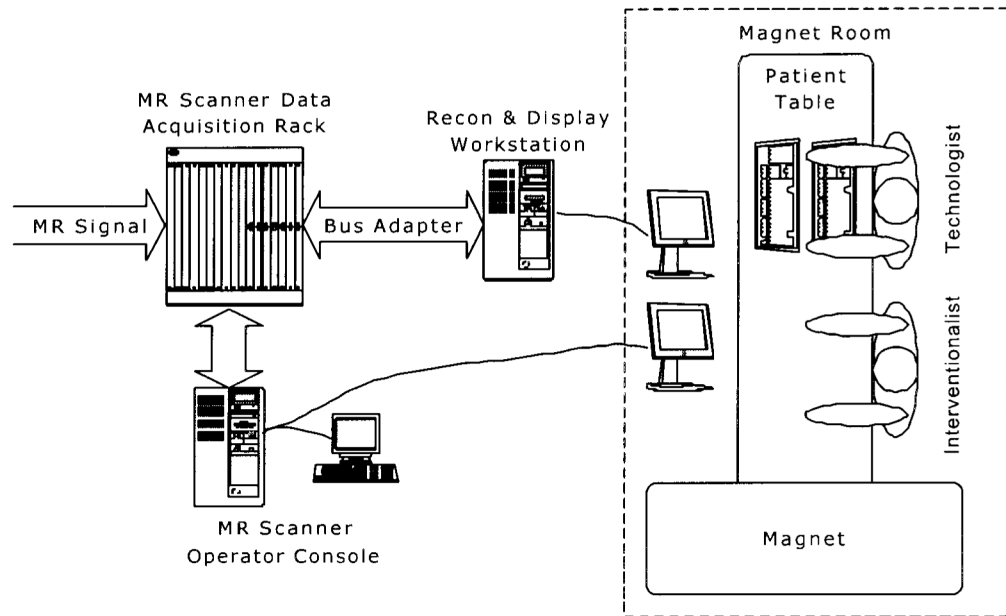 Magnet Room
Patient
Table
MR Scanner Data
Acquisition Rack
Recon & Display
Workstation
MR Signal
Bus Adapter
Technologist
Interventionalist
MR Scanner
Operator Console
Magnet